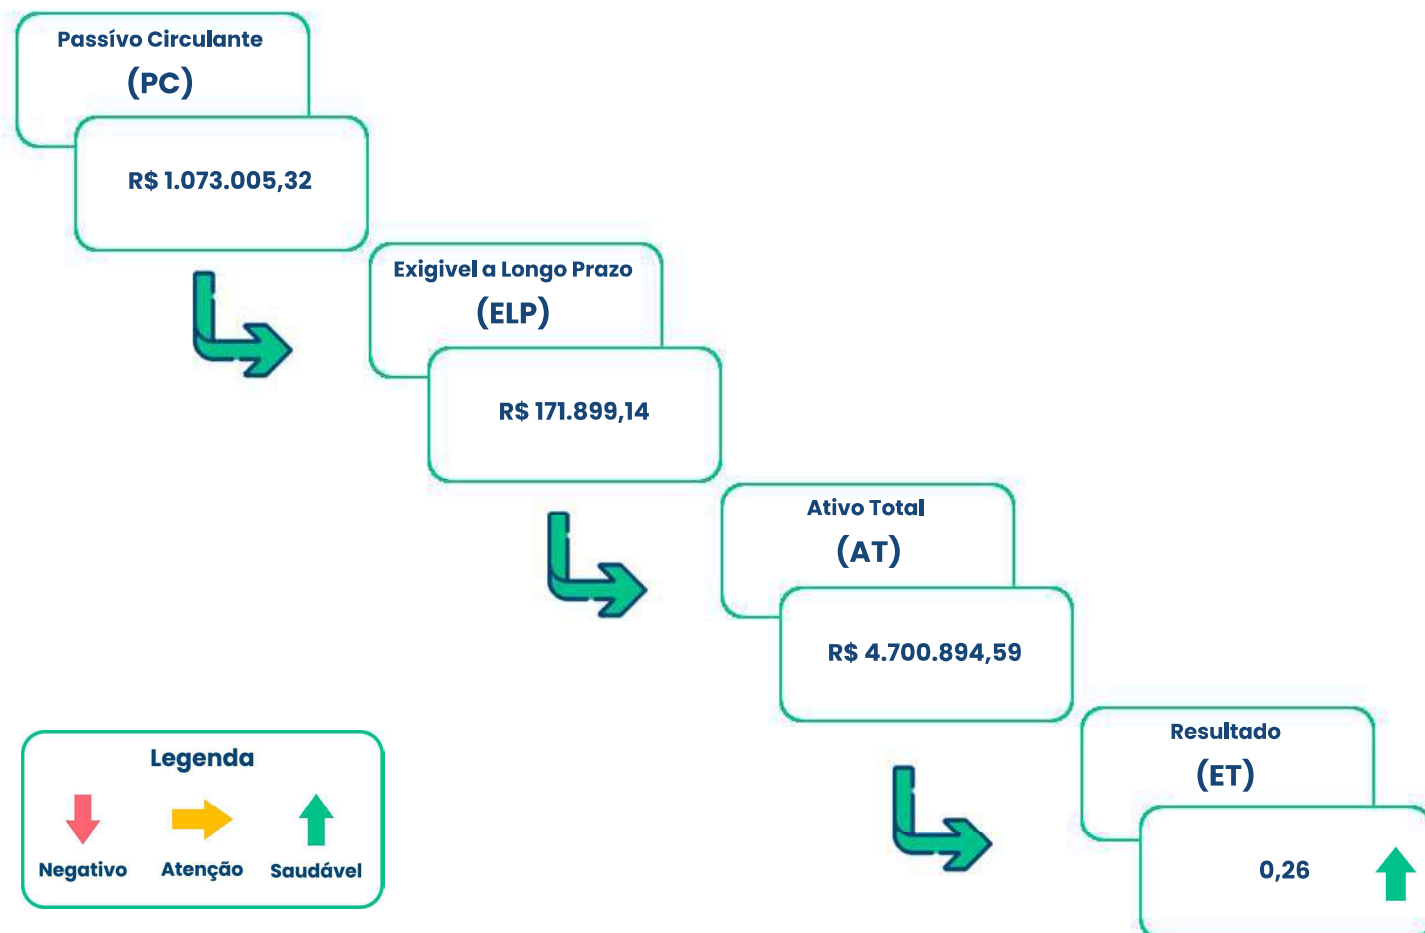 Passívo Circulante
(PC)
R$ 1.073.005,32
Exigivel a Longo Prazo
(ELP)
R$ 171.899,14
Ativo Total
(AT)
R$ 4.700.894,59
Resultado
(ET)
0,26
Legenda
Negativo
Atenção
Saudável